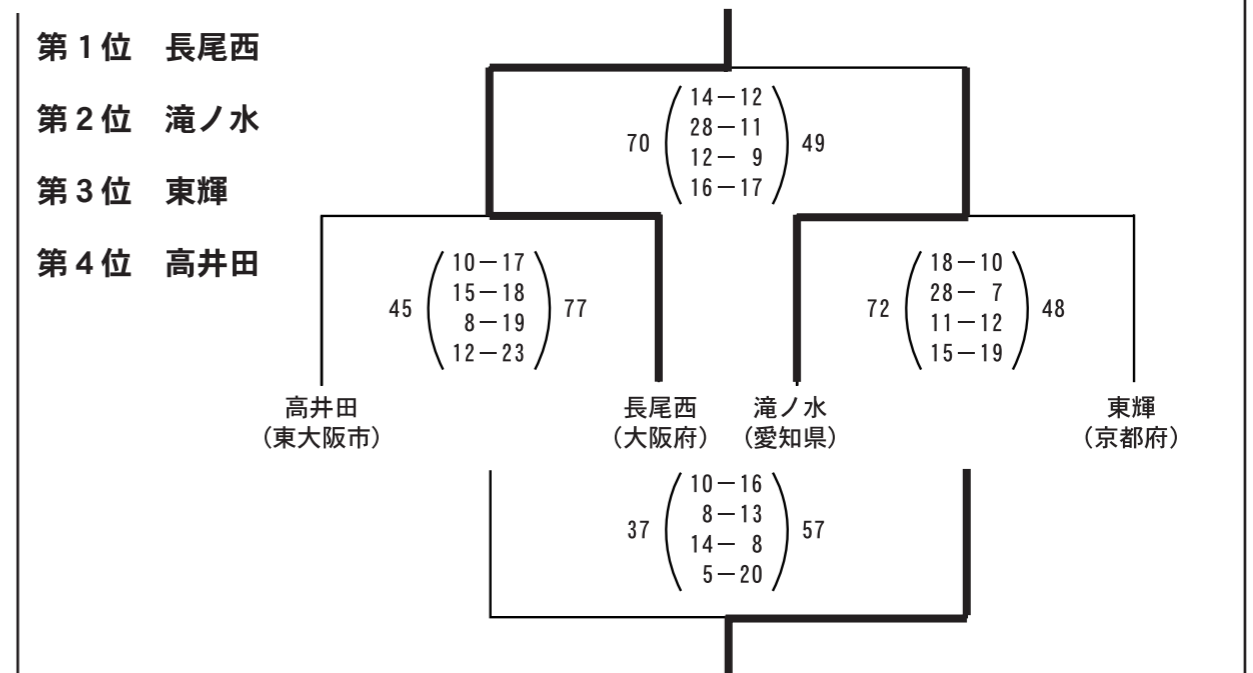 第1位 長尾西
第2位 滝ノ水
第3位 東輝
第4位 高井田
14－12
28－11
70 49
12－ 9
16－17
10－17
15－18
45 77
8－19
12－23
18－10
28－ 7
72 48
11－12
15－19
高井田
（東大阪市）
長尾西
（大阪府）
滝ノ水
（愛知県）
東輝
（京都府）
10－16
8－13
37 57
14－ 8
5－20